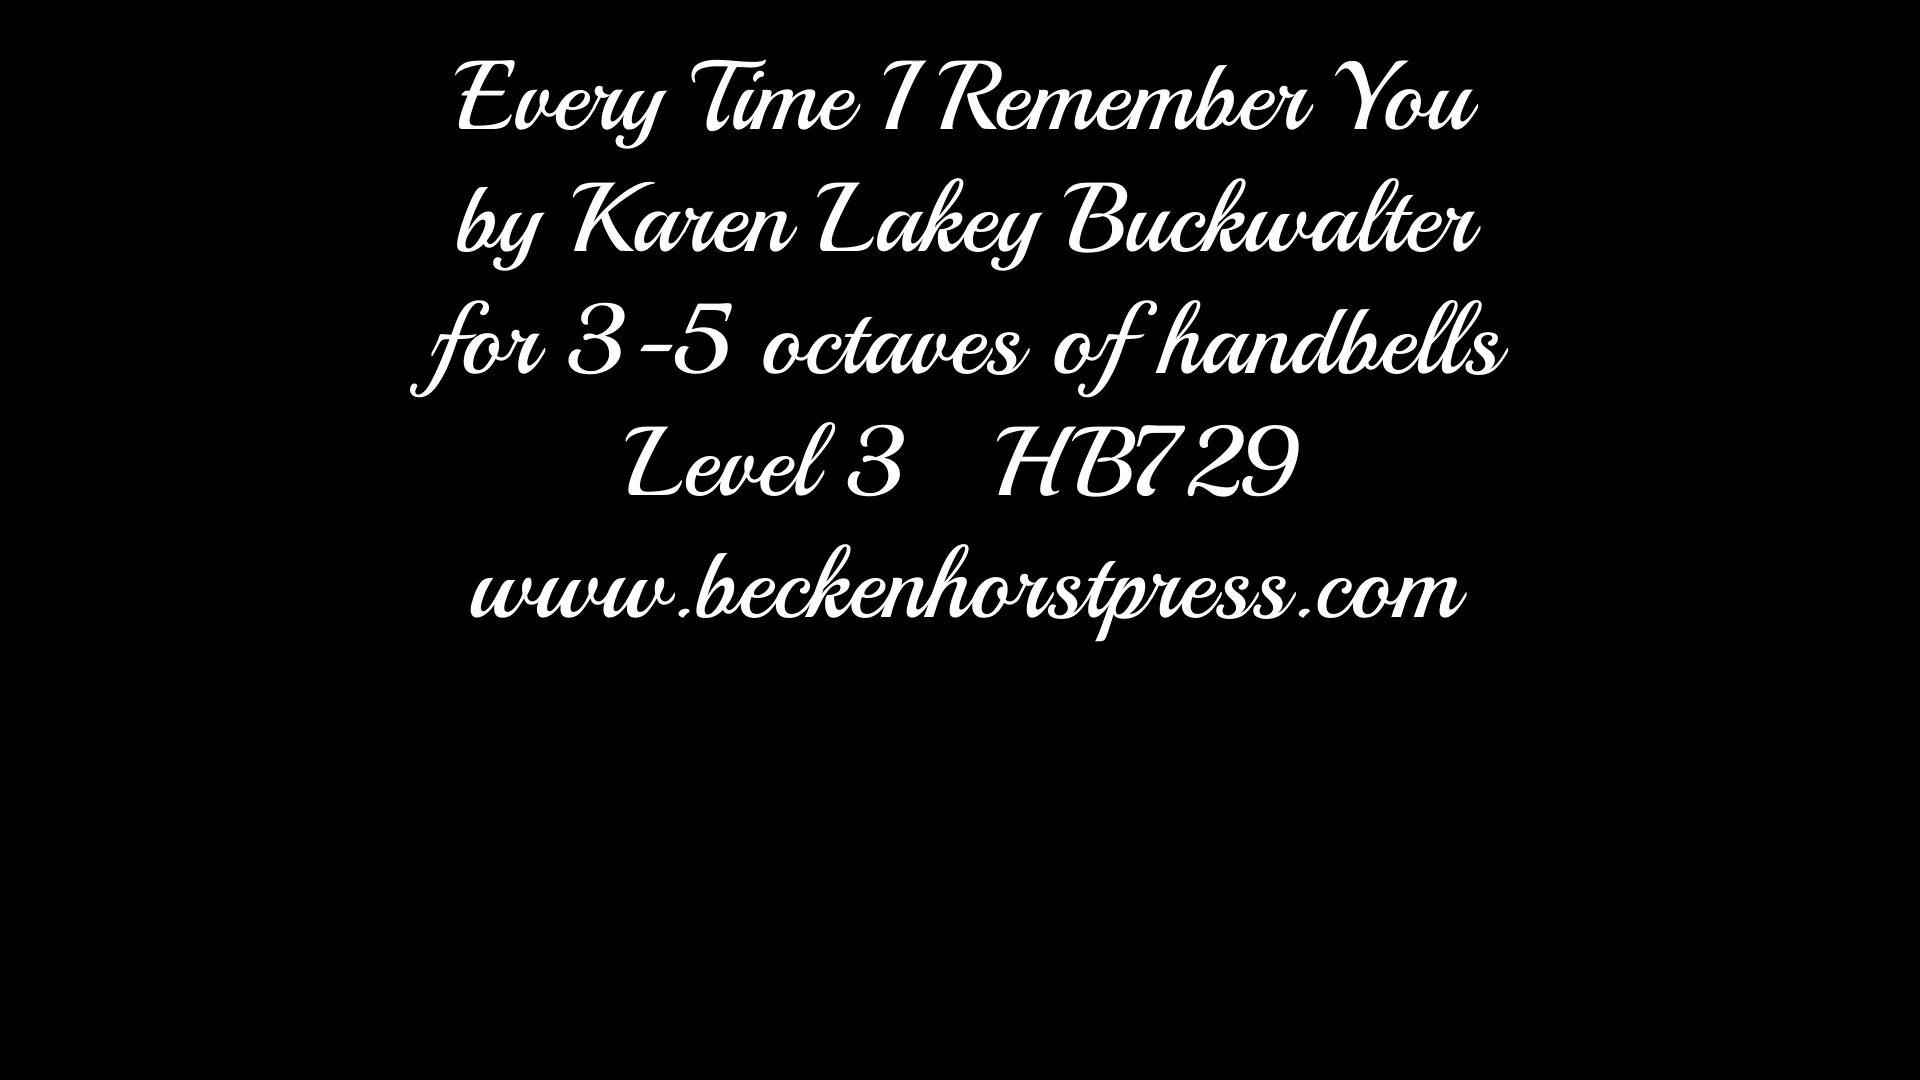 Every Time I Remember You
by Karen Lakey Buckwalter
for 3-5 octaves of handbells
Level 3 HB729
www.beckenhorstpress.com